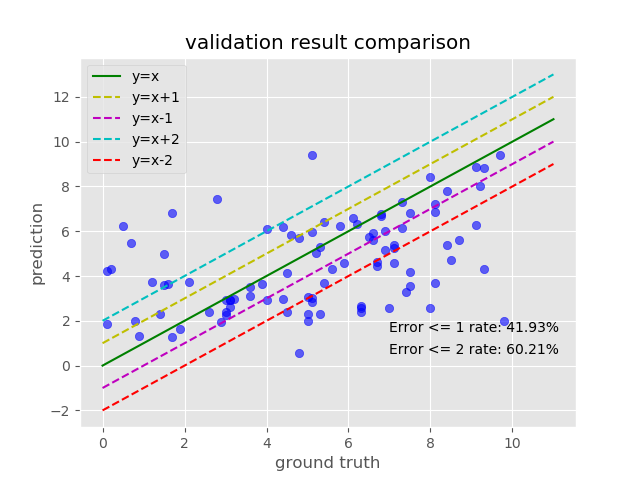 validation result comparison
y=x
y=x+1
y=x-1
y=x+2
y=x-2
12
10
8
6
4
2
0
−2
prediction
Error <= 1 rate: 41.93%
Error <= 2 rate: 60.21%
0 2 4 6 8 10
ground truth